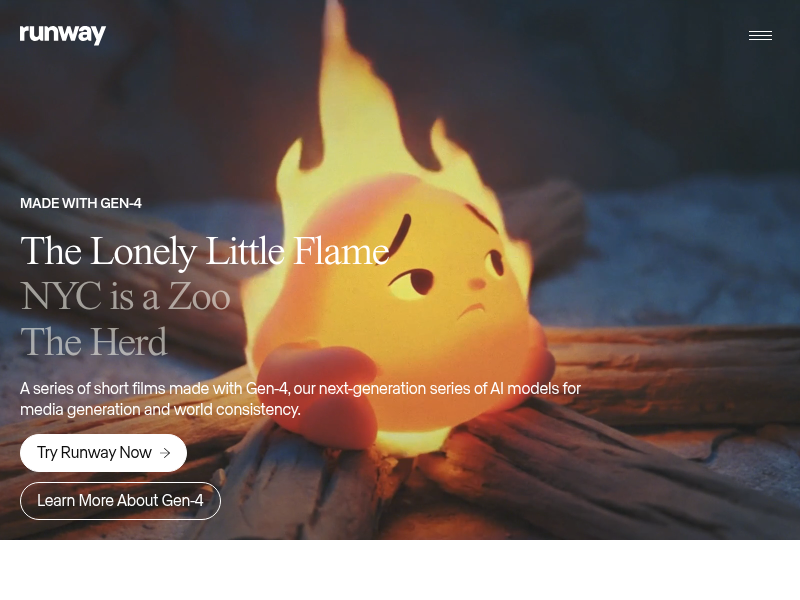 runway
MADE WITH GEN-4
The Lonely Little Flame
NYC is a Zoo
The Herd
A series of short films made with Gen-4, our next-generation series of AI models for
media generation and world consistency.
Try Runway Now →
Learn More About Gen-4